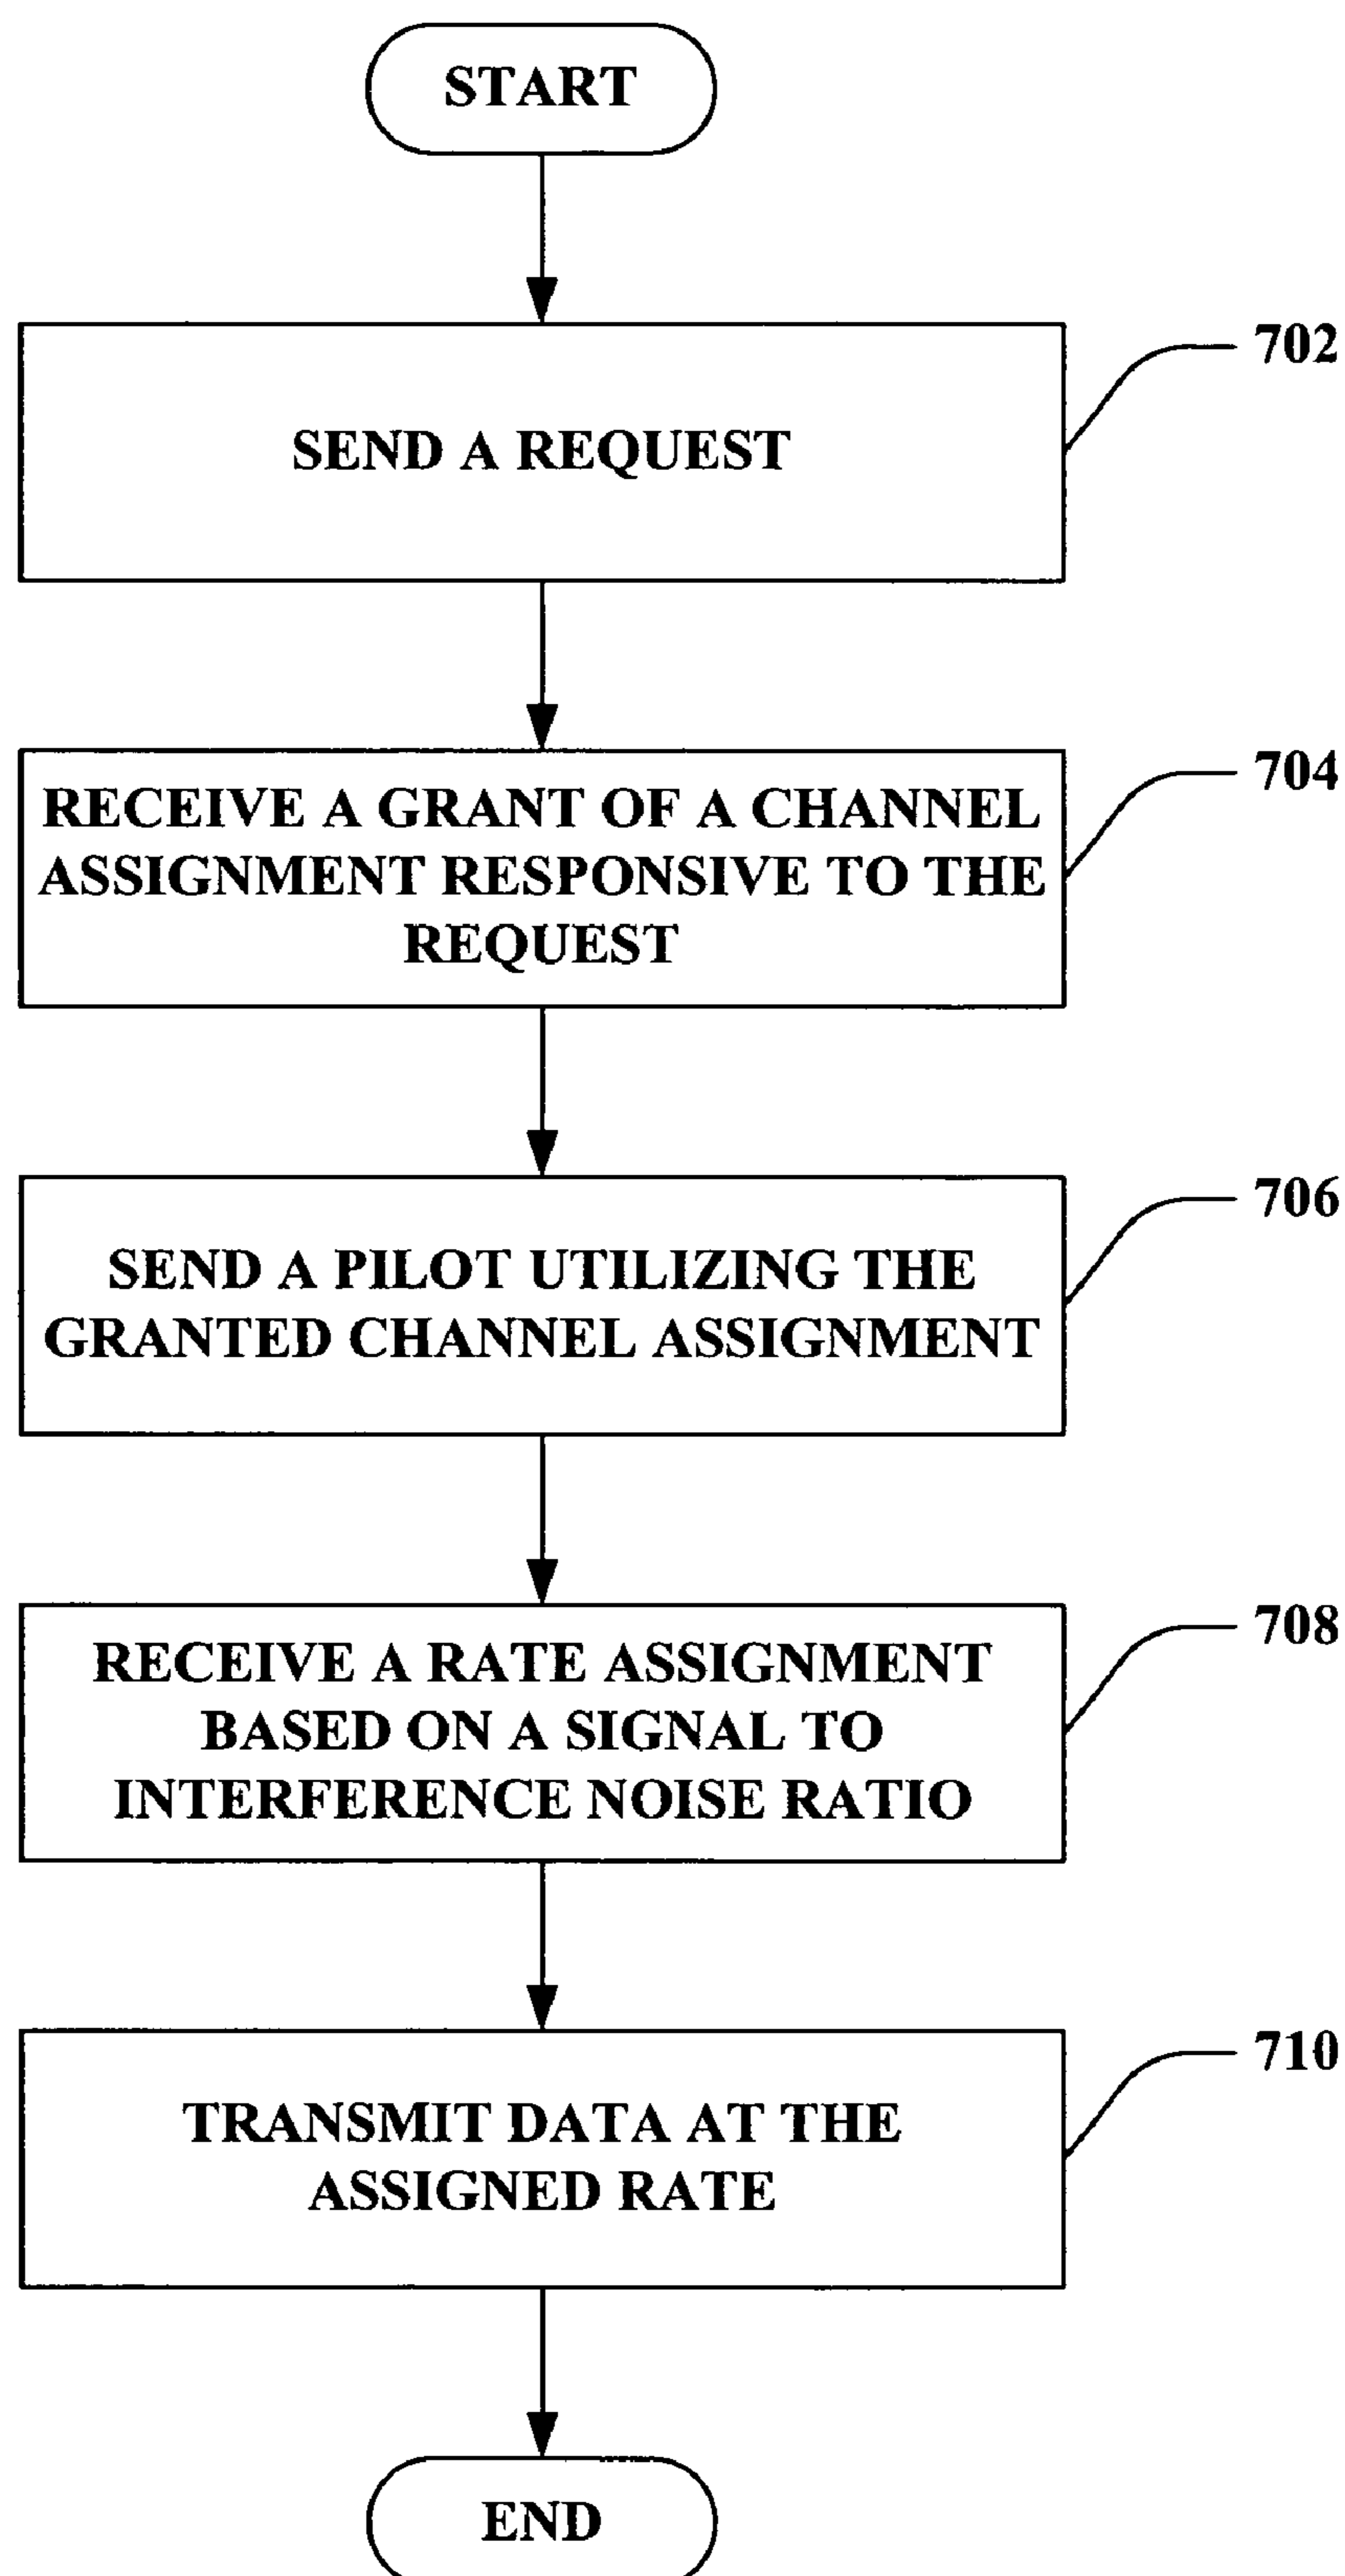 START
702
SEND A REQUEST
704
RECEIVE A GRANT OF A CHANNEL
ASSIGNMENT RESPONSIVE TO THE
REQUEST
706
SEND A PILOT UTILIZING THE
GRANTED CHANNEL ASSIGNMENT
708
RECEIVE A RATE ASSIGNMENT
BASED ON A SIGNAL TO
INTERFERENCE NOISE RATIO
710
TRANSMIT DATA AT THE
ASSIGNED RATE
END